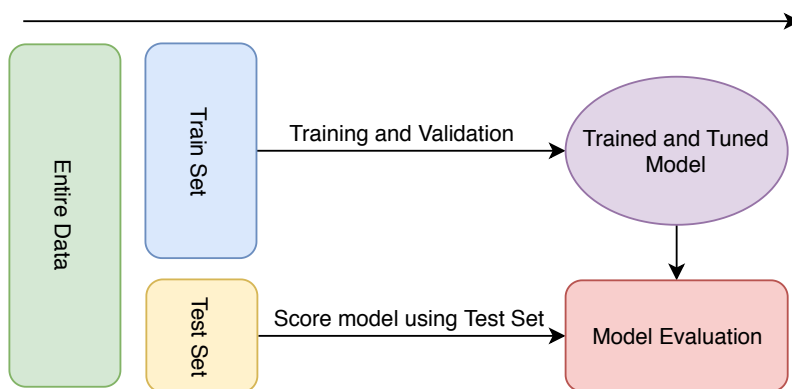 Entire Data
Train Set
Training and Validation
Trained and Tuned
Model
Test Set
Score model using Test Set
Model Evaluation